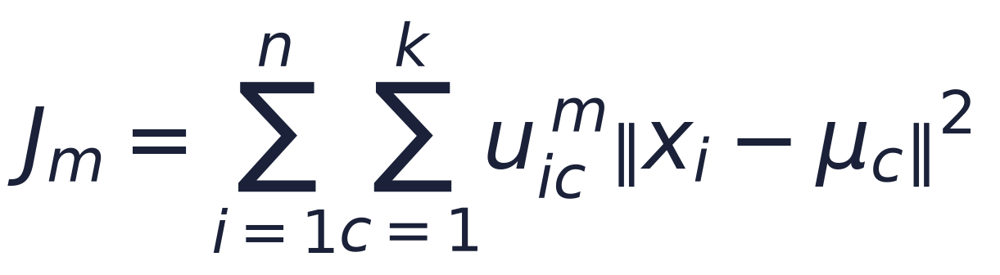 J_m = \sum_{i=1}^{n} \sum_{c=1}^{k} u_{ic}^{m} \|x_i - \mu_c\|^2